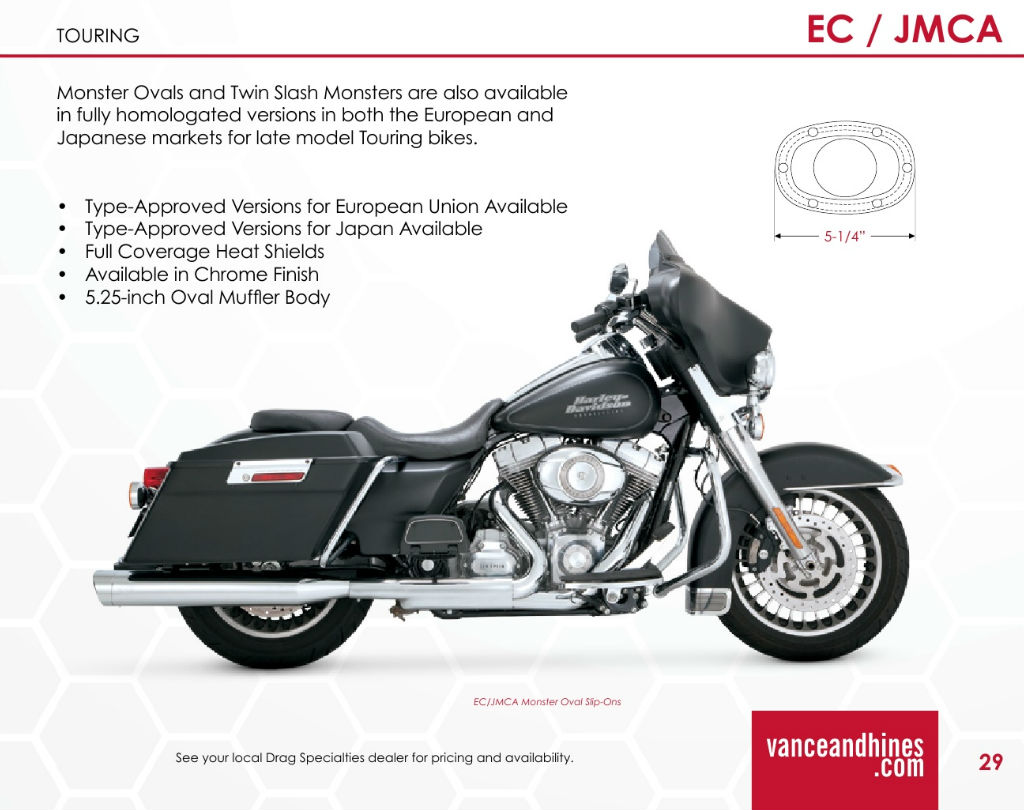 TOURING
EC / JMCA
Monster Ovals and Twin Slash Monsters are also available
in fully homologated versions in both the European and
Japanese markets for late model Touring bikes.
• Type-Approved Versions for European Union Available
• Type-Approved Versions for Japan Available
• Full Coverage Heat Shields
• Available in Chrome Finish
• 5.25-inch Oval Muffler Body
5-1/4”
Harley-
Davidson
EC/JMCA Monster Oval Slip-Ons
See your local Drag Specialties dealer for pricing and availability.
vanceandhines
.com
29